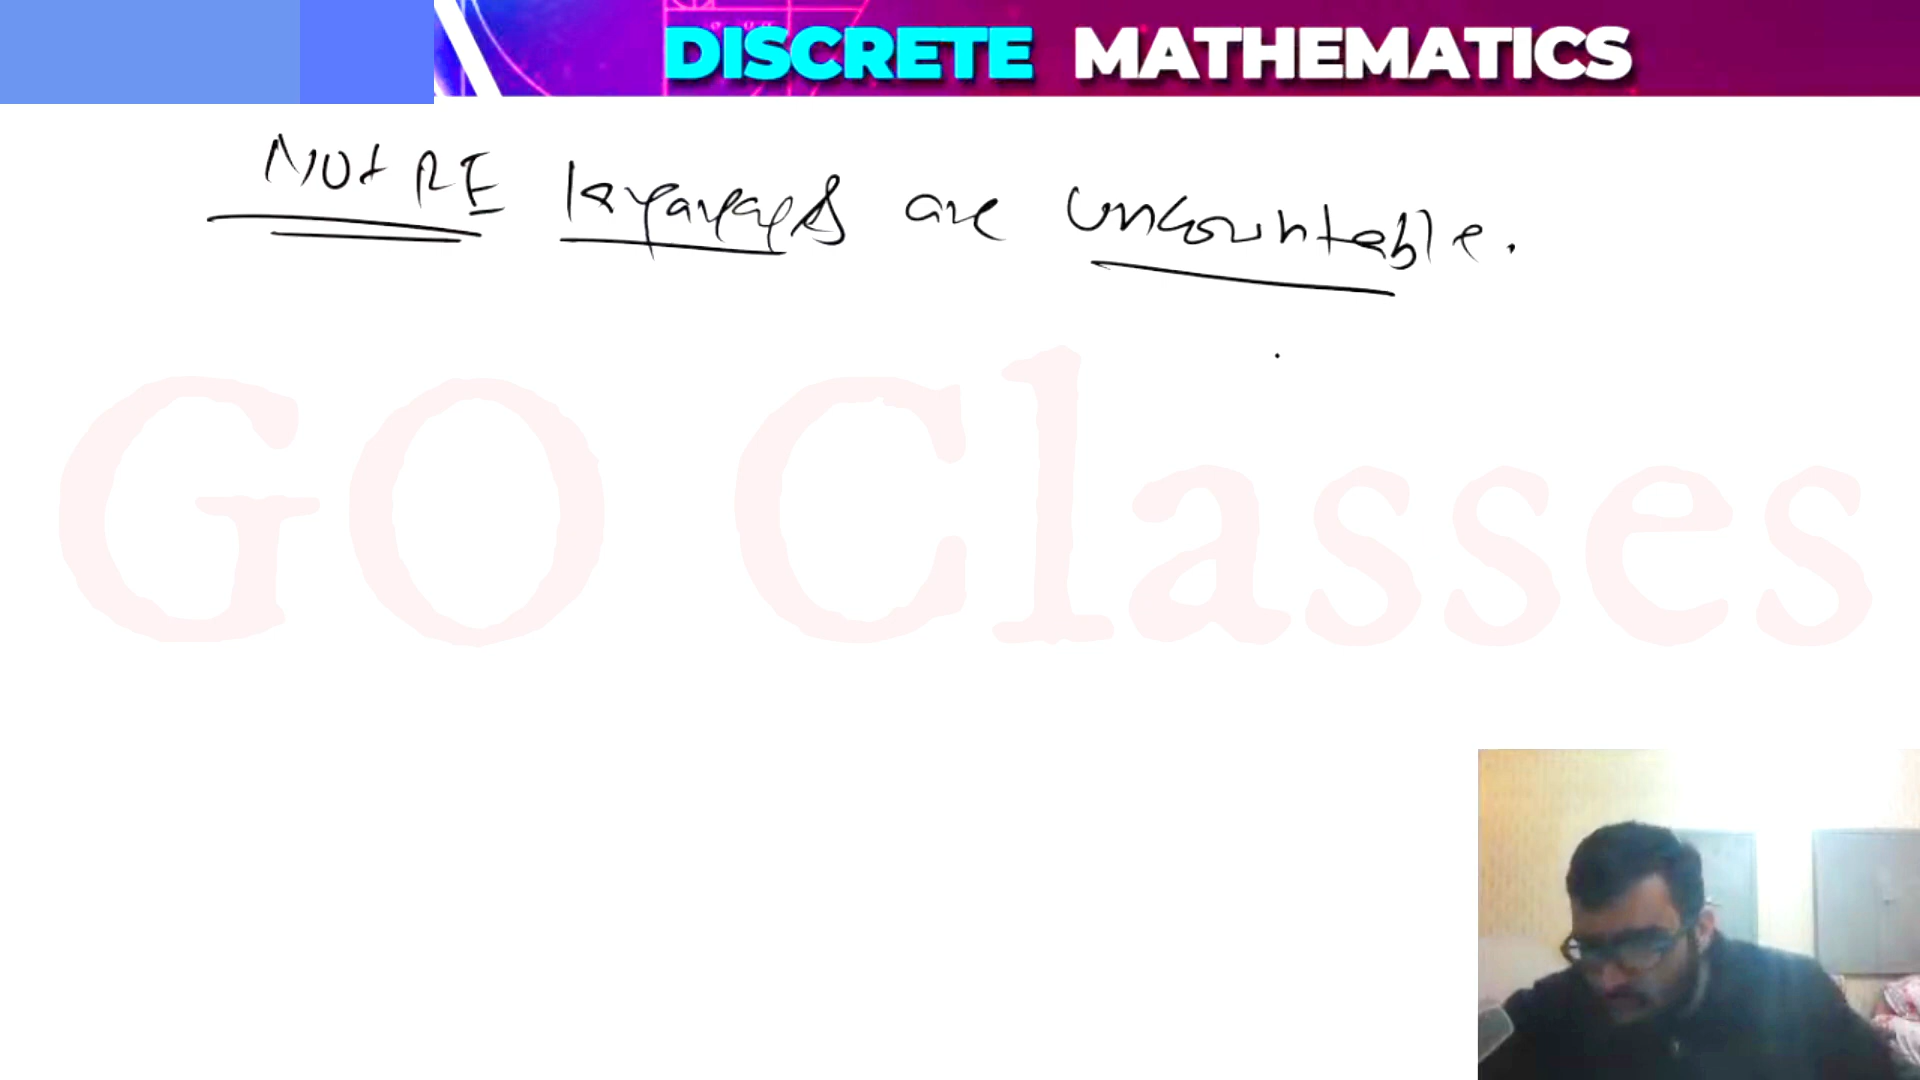 DISCRETE MATHEMATICS
Not RE languages are uncountable.
GO Classes